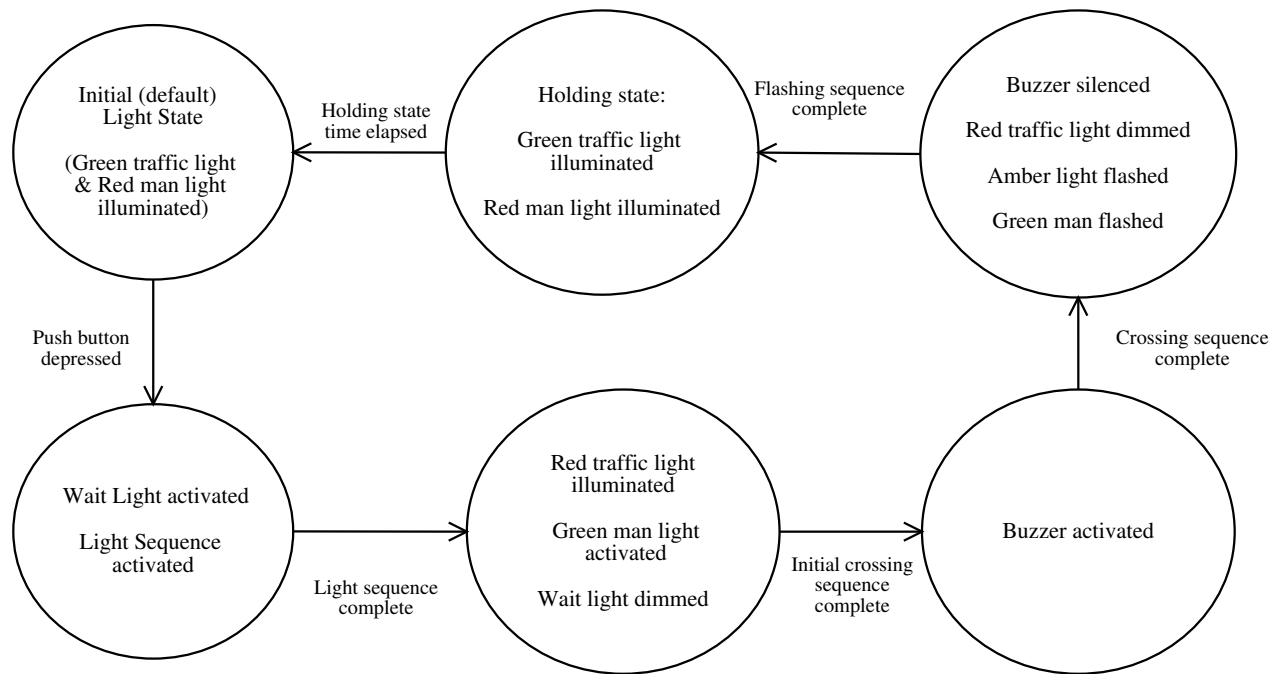 Initial (default)
Light State
(Green traffic light
& Red man light
illuminated)
Holding state
time elapsed
Holding state:
Green traffic light
illuminated
Red man light illuminated
Flashing sequence
complete
Buzzer silenced
Red traffic light dimmed
Amber light flashed
Green man flashed
Push button
depressed
Crossing sequence
complete
Wait Light activated
Light Sequence
activated
Light sequence
complete
Red traffic light
illuminated
Green man light
activated
Wait light dimmed
Initial crossing
sequence
complete
Buzzer activated